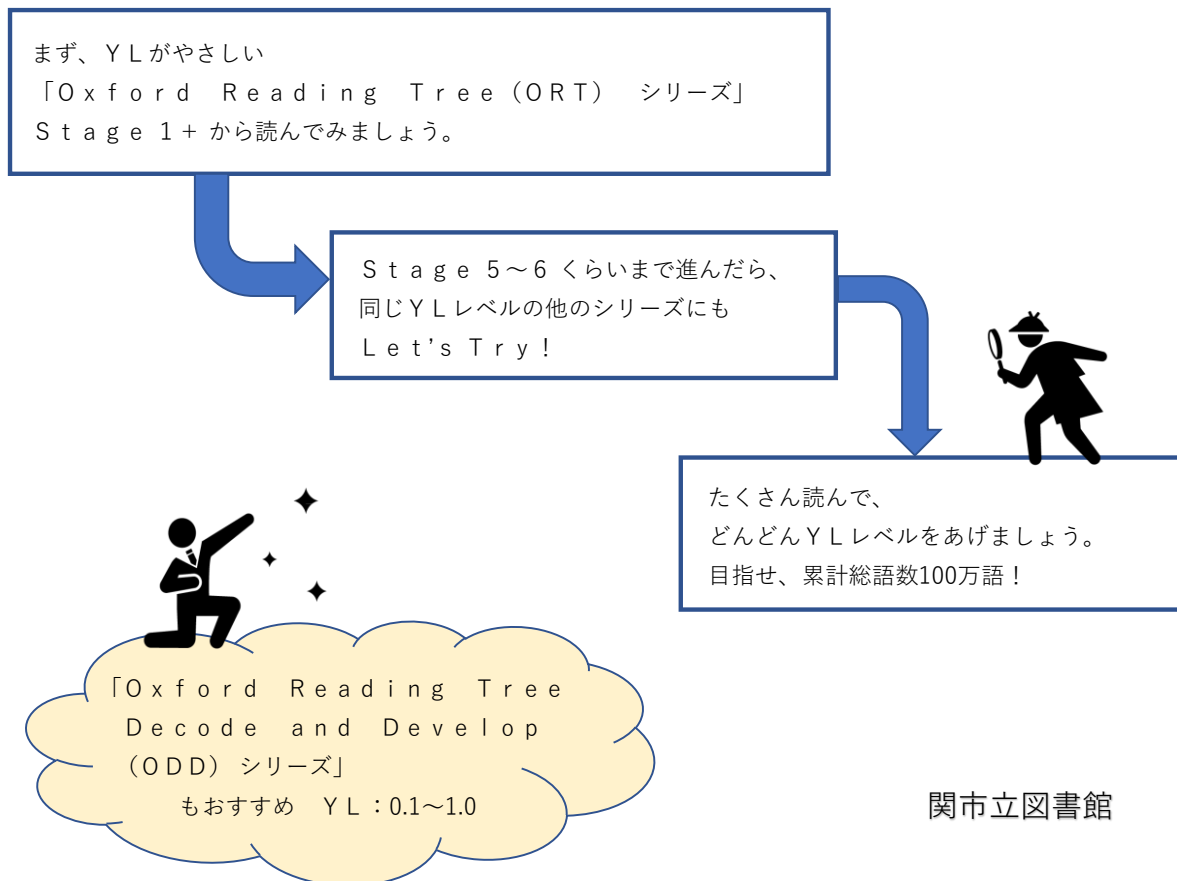 まず、ＹＬがやさしい
「Ｏｘｆｏｒｄ　Ｒｅａｄｉｎｇ　Ｔｒｅｅ（ＯＲＴ）　シリーズ」
Ｓｔａｇｅ １＋ から読んでみましょう。
Ｓｔａｇｅ ５～６ くらいまで進んだら、
同じＹＬレベルの他のシリーズにも
Ｌｅｔ’ｓ Ｔｒｙ！
たくさん読んで、
どんどんＹＬレベルをあげましょう。
目指せ、累計総語数100万語！
「Ｏｘｆｏｒｄ　Ｒｅａｄｉｎｇ　Ｔｒｅｅ
Ｄｅｃｏｄｅ　ａｎｄ　Ｄｅｖｅｌｏｐ
（ＯＤＤ） シリーズ」
もおすすめ　ＹＬ：0.1～1.0
関市立図書館